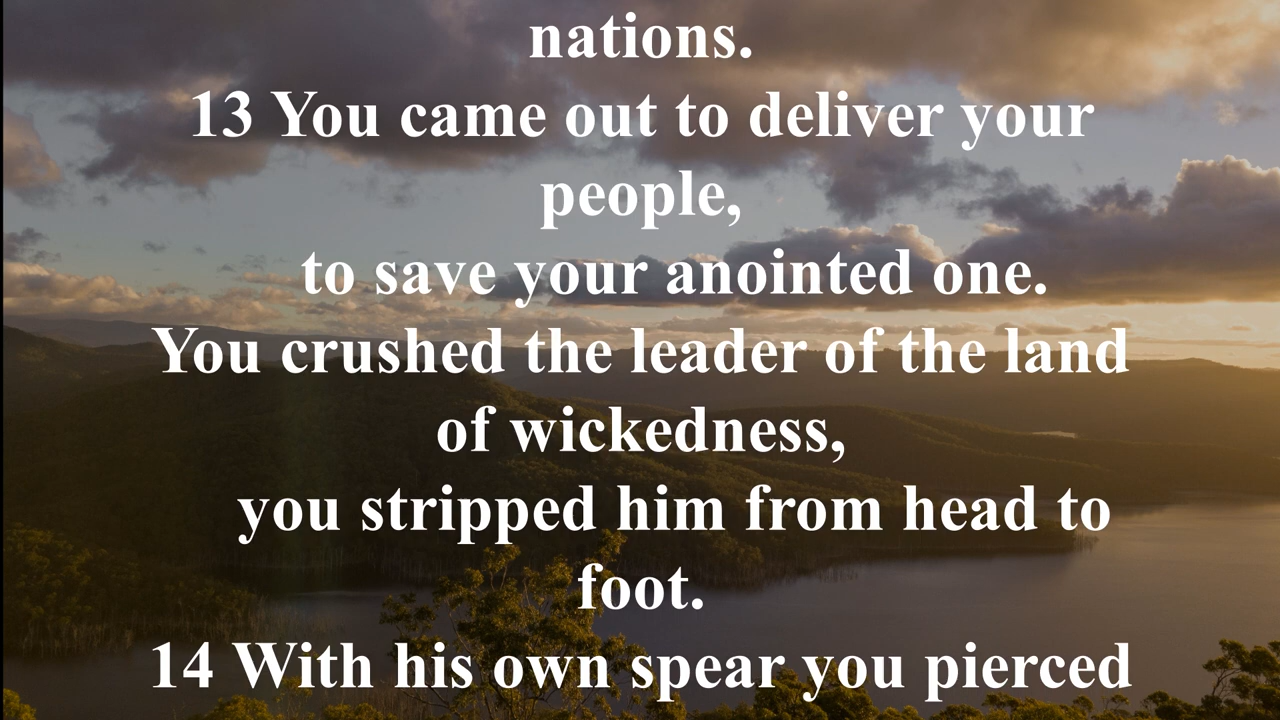 nations.
13 You came out to deliver your
people,
to save your anointed one.
You crushed the leader of the land
of wickedness,
you stripped him from head to
foot.
14 With his own spear you pierced